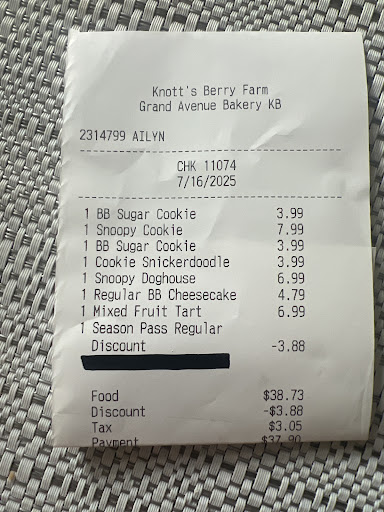 Knott's Berry Farm
Grand Avenue Bakery KB
2314799 AILYN
CHK 11074
7/16/2025
1 BB Sugar Cookie 3.99
1 Snoopy Cookie 7.99
1 BB Sugar Cookie 3.99
1 Cookie Snickerdoodle 3.99
1 Snoopy Doghouse 6.99
1 Regular BB Cheesecake 4.79
1 Mixed Fruit Tart 6.99
1 Season Pass Regular
Discount -3.88
Food $38.73
Discount -$3.88
Tax $3.05
Payment $37.90